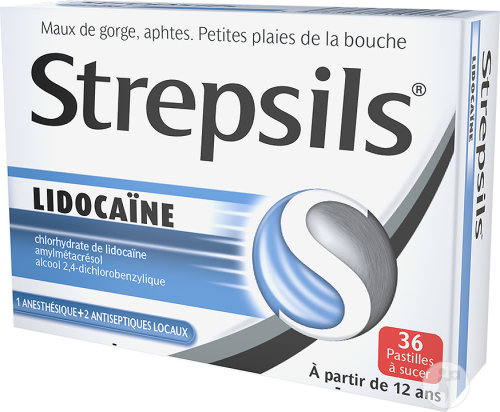 Maux de gorge, aphtes. Petites plaies de la bouche
Strepsils®
LIDOCAÏNE
chlorhydrate de lidocaïne
amylmétacrésol
alcool 2,4-dichlorobenzylique
1 ANESTHÉSIQUE+2 ANTISEPTIQUES LOCAUX
36
Pastilles
à sucer
À partir de 12 ans
Strepsils®
LIDOCAÏNE